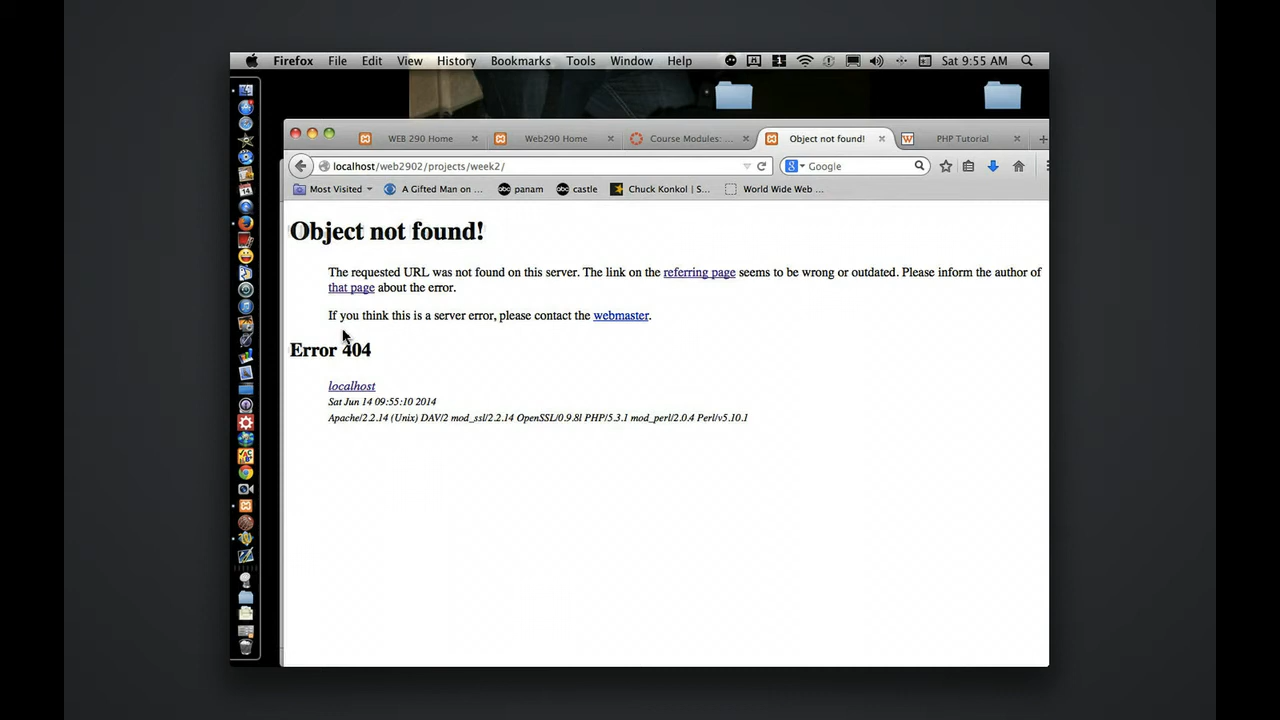 Firefox File Edit View History Bookmarks Tools Window Help Sat 9:55 AM
WEB 290 Home Web290 Home Course Modules: ... Object not found! PHP Tutorial
localhost/web2902/projects/week2/ Google
Most Visited A Gifted Man on ... abc panam abc castle Chuck Konkol | S... World Wide Web ...
Object not found!
The requested URL was not found on this server. The link on the referring page seems to be wrong or outdated. Please inform the author of
that page about the error.
If you think this is a server error, please contact the webmaster.
Error 404
localhost
Sat Jun 14 09:55:10 2014
Apache/2.2.14 (Unix) DAV/2 mod_ssl/2.2.14 OpenSSL/0.9.8l PHP/5.3.1 mod_perl/2.0.4 Perl/v5.10.1